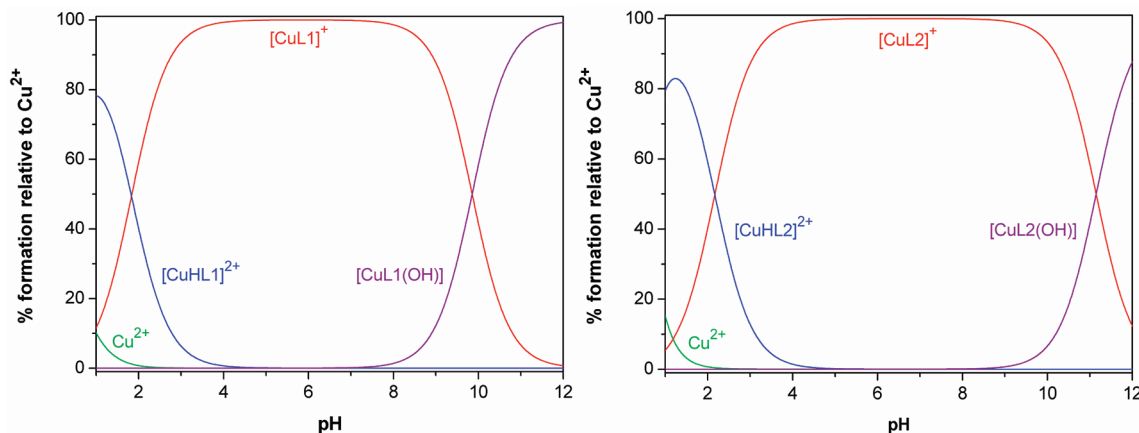 % formation relative to Cu2+
100
80
60
40
20
0
[CuL1]+
[CuHL1]2+
[CuL1(OH)]
Cu2+
2 4 6 8 10 12
pH
% formation relative to Cu2+
100
80
60
40
20
0
[CuL2]+
[CuHL2]2+
[CuL2(OH)]
Cu2+
2 4 6 8 10 12
pH